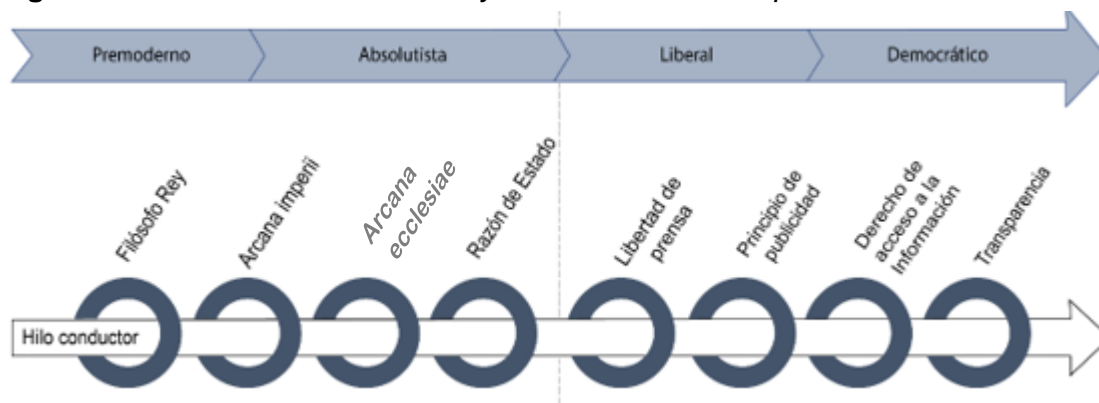 Premoderno
Absolutista
Liberal
Democrático
Filósofo Rey
Arcana imperii
Arcana
ecclesiae
Razón de Estado
Libertad de
prensa
Principio de
publicidad
Derecho de
acceso a la
Información
Transparencia
Hilo conductor